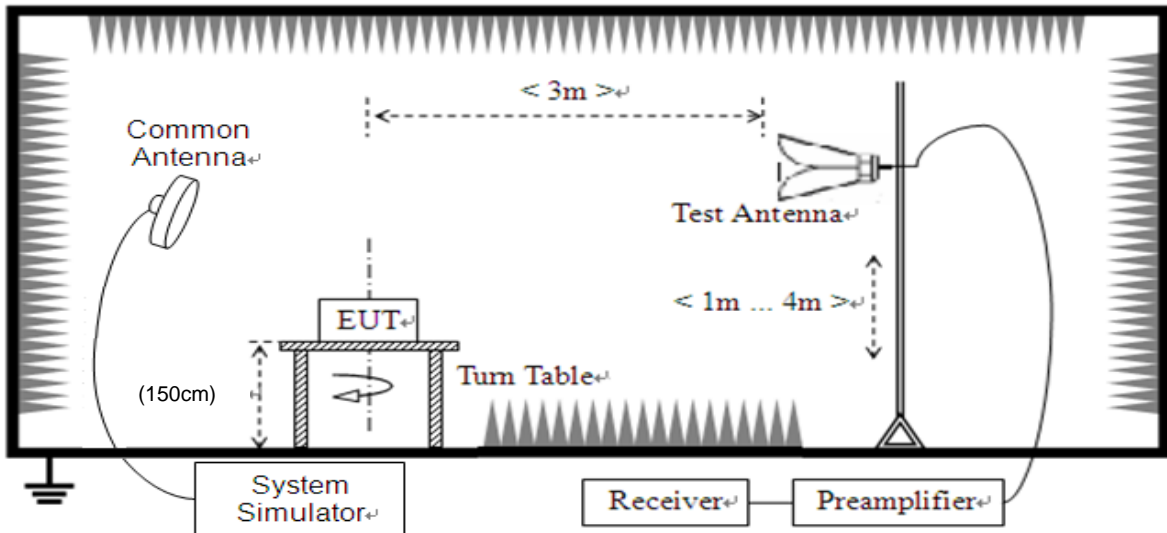 < 3m >↵
Common
Antenna↵
Test Antenna↵
< 1m ... 4m >↵
EUT↵
Turn Table↵
(150cm)
System
Simulator↵
Receiver↵
Preamplifier↵